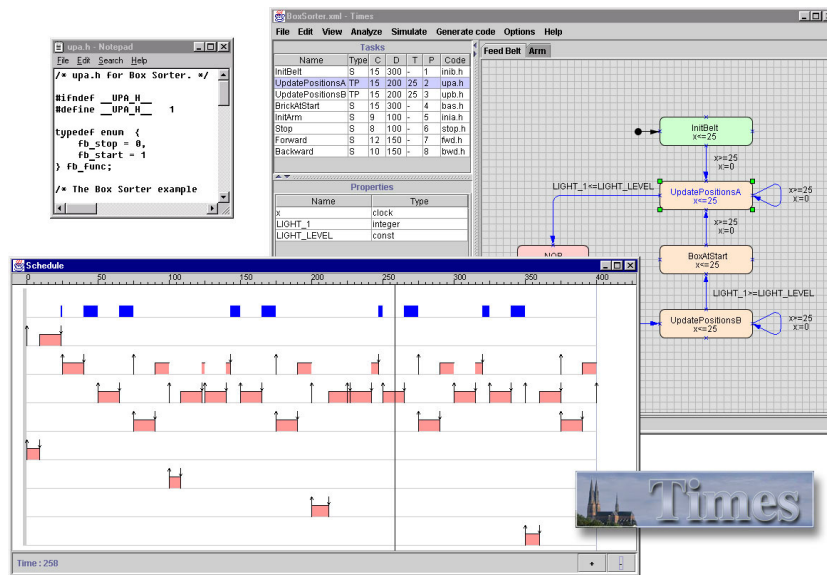 upa.h - Notepad
File Edit Search Help
/* upa.h for Box Sorter. */
#ifndef __UPA_H__
#define __UPA_H__ 1
typedef enum {
fb_stop = 0,
fb_start = 1
} fb_func;
/* The Box Sorter example
BoxSorter.xml - Times
File Edit View Analyze Simulate Generate code Options Help
Tasks
Name Type C D T P Code
InitBelt S 15 300 - 1 inib.h
UpdatePositionsA TP 15 200 25 2 upa.h
UpdatePositionsB TP 15 200 25 3 upb.h
BrickAtStart S 15 300 - 4 bas.h
InitArm S 9 100 - 5 inia.h
Stop S 8 100 - 6 stop.h
Forward S 12 150 - 7 fwd.h
Backward S 10 150 - 8 bwd.h
Properties
Name Type
x clock
LIGHT_1 integer
LIGHT_LEVEL const
Feed Belt Arm
InitBelt
x<=25
x>=25
x=0
LIGHT_1<=LIGHT_LEVEL
UpdatePositionsA
x<=25
x>=25
x=0
x>=25
x=0
BoxAtStart
x<=25
LIGHT_1>=LIGHT_LEVEL
UpdatePositionsB
x<=25
x>=25
x=0
Schedule
0 50 100 150 200 250 300 350 400
Time : 258
+ -
Times